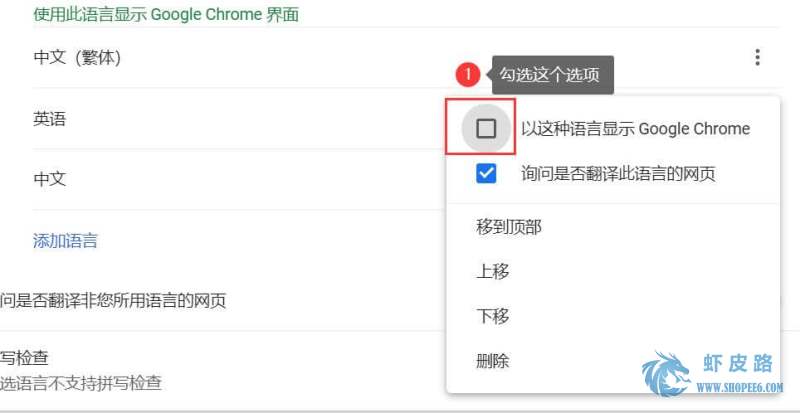 使用此语言显示 Google Chrome 界面
中文（繁体）
1 勾选这个选项
英语
以这种语言显示 Google Chrome
询问是否翻译此语言的网页
中文
移到顶部
添加语言
上移
问是否翻译非您所用语言的网页
下移
写检查
删除
选语言不支持拼写检查
虾皮路
WWW.SHOPEE6.COM